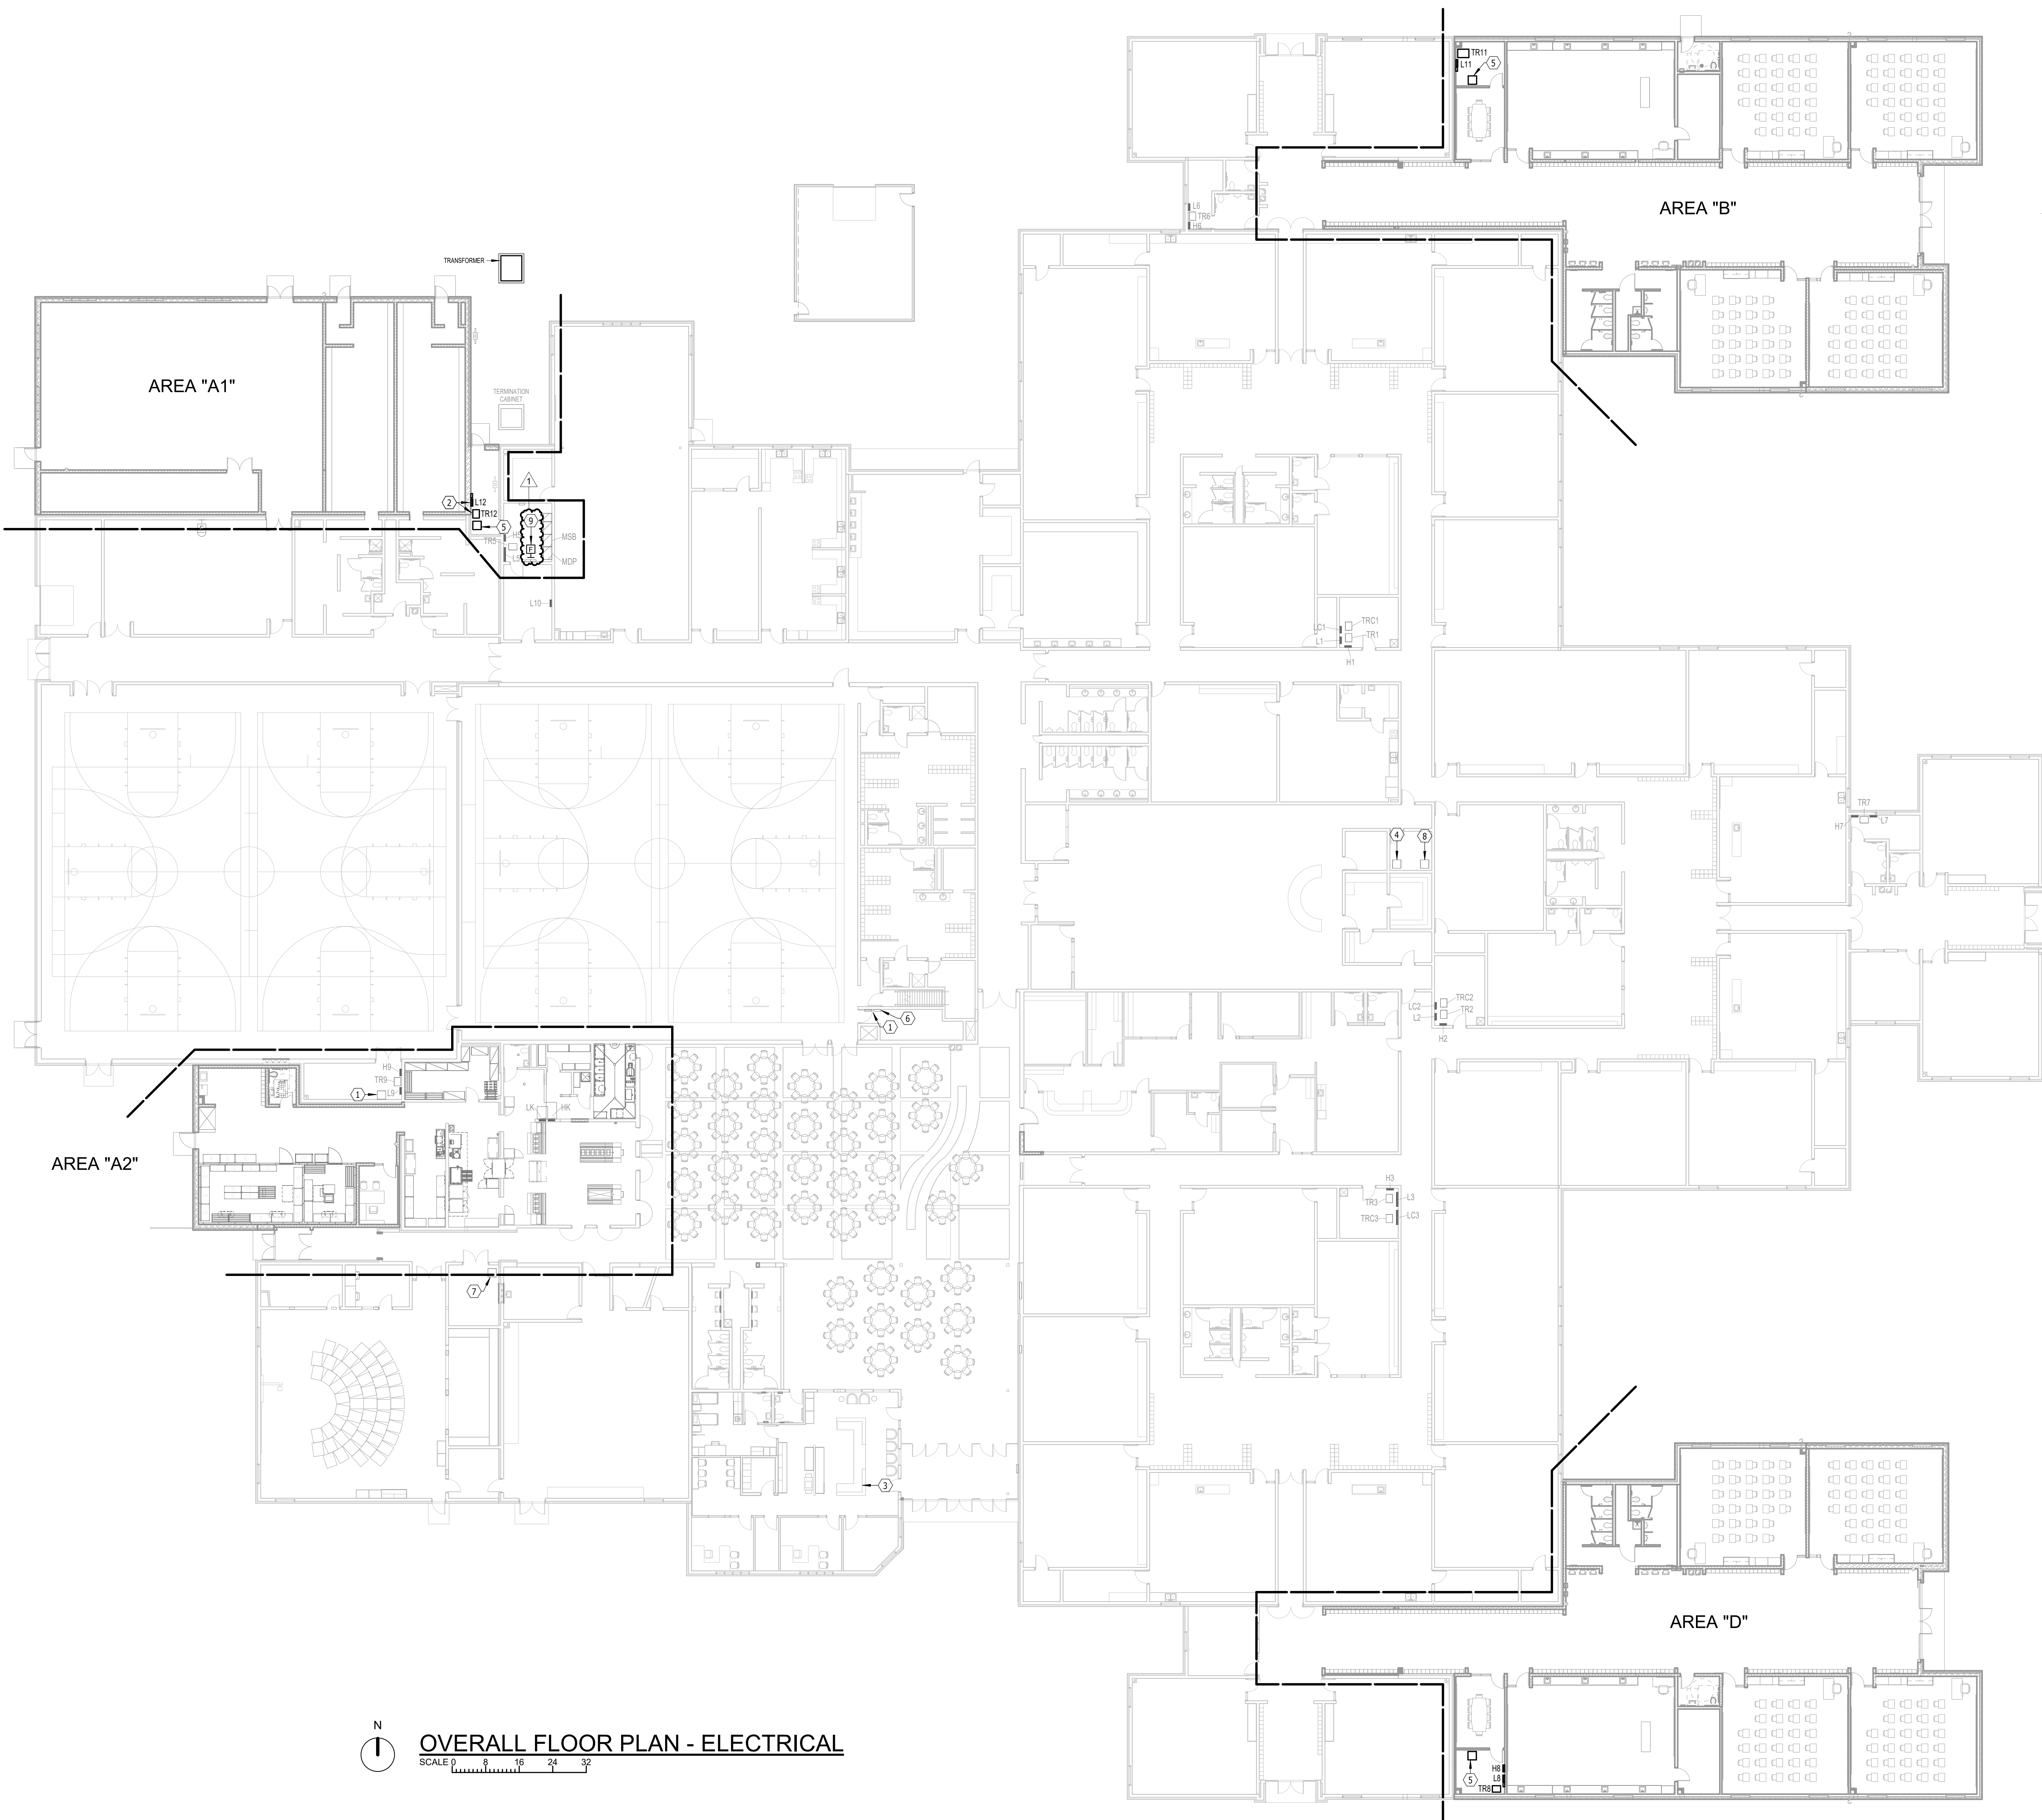 TR11
L11
5
L6
TR6
H6
AREA "B"
TRANSFORMER
AREA "A1"
TERMINATION
CABINET
1
2
L12
TR12
5
9
F
TR5
MSB
MDP
L10
LC1
TRC1
L1
TR1
H1
TR7
H7
L7
4
8
6
1
LC2
TRC2
L2
TR2
H2
H9
TR9
1
L9
LK
HK
AREA "A2"
H3
TR3
L3
TRC3
LC3
7
3
AREA "D"
N
OVERALL FLOOR PLAN - ELECTRICAL
SCALE 0 8 16 24 32
5
H8
L8
TR8